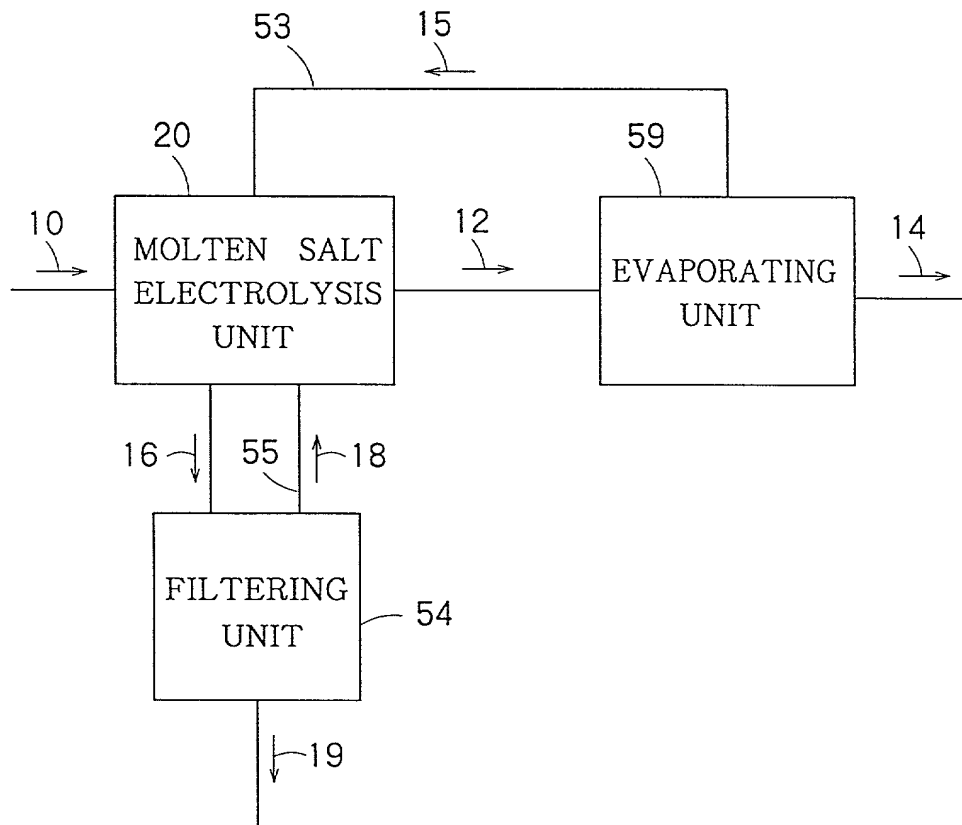 53
15
20
59
10
MOLTEN SALT
ELECTROLYSIS
UNIT
12
EVAPORATING
UNIT
14
16
55
18
FILTERING
UNIT
54
19